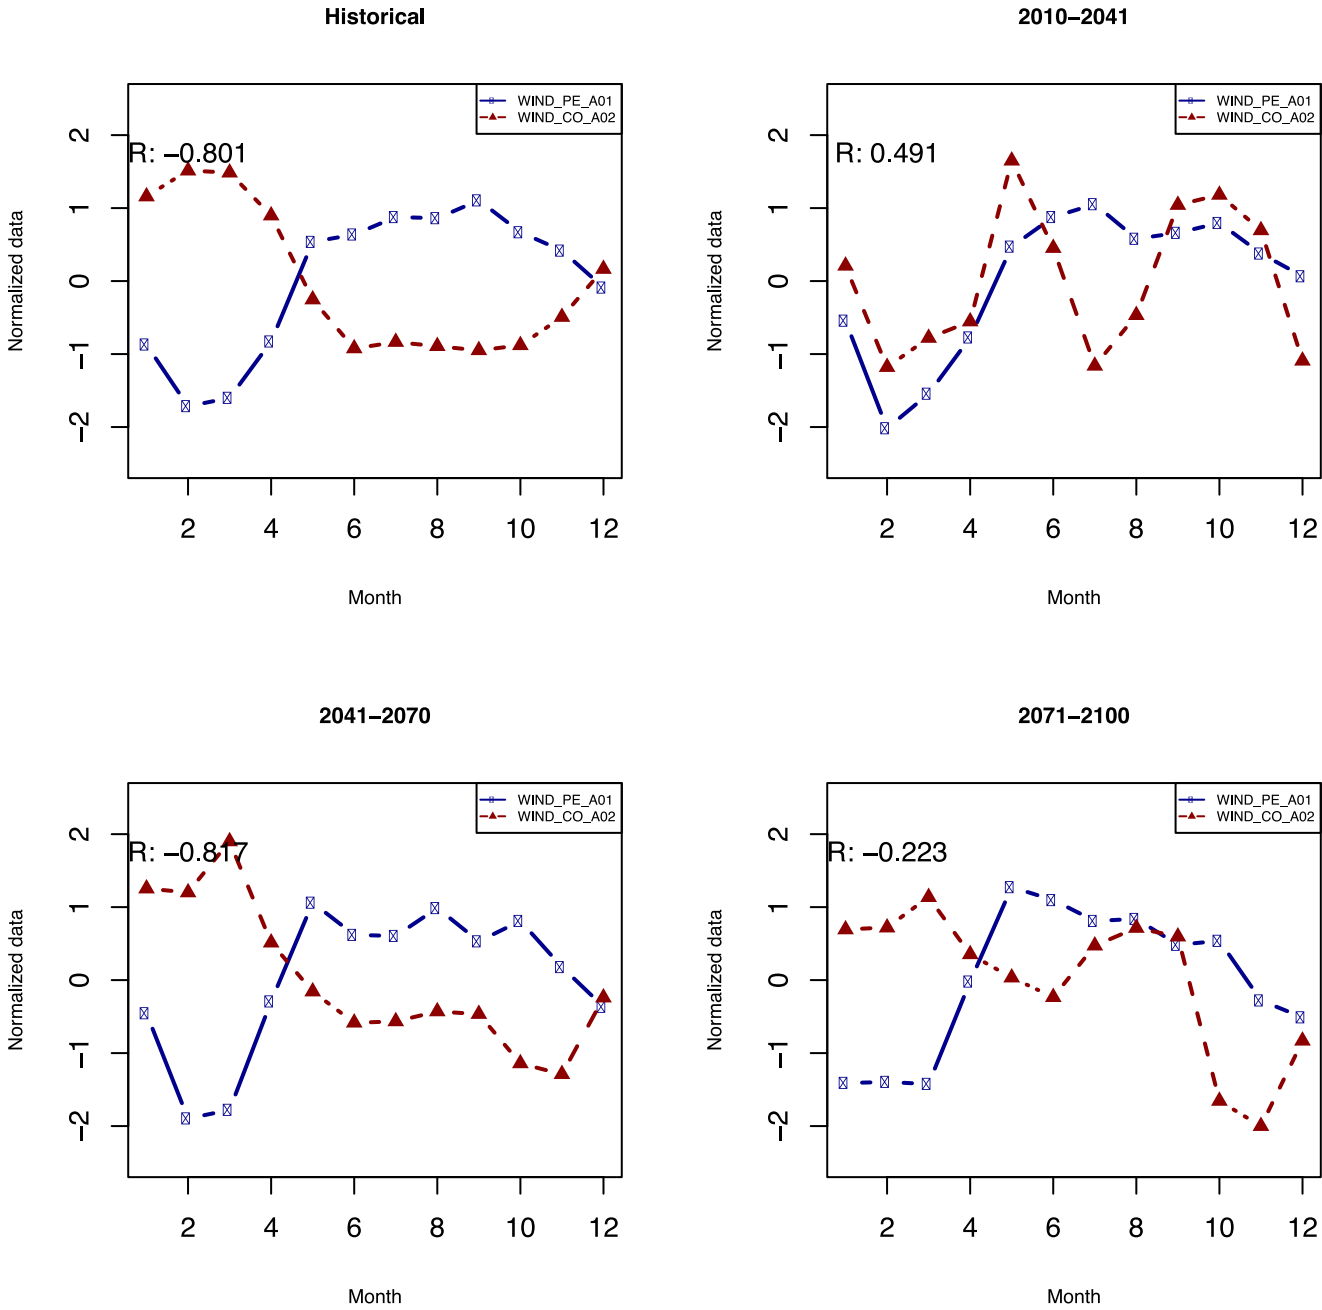 Historical
WIND_PE_A01
WIND_CO_A02
R: −0.801
Normalized data
2
1
0
−1
−2
2 4 6 8 10 12
Month
2010−2041
WIND_PE_A01
WIND_CO_A02
R: 0.491
Normalized data
2
1
0
−1
−2
2 4 6 8 10 12
Month
2041−2070
WIND_PE_A01
WIND_CO_A02
R: −0.817
Normalized data
2
1
0
−1
−2
2 4 6 8 10 12
Month
2071−2100
WIND_PE_A01
WIND_CO_A02
R: −0.223
Normalized data
2
1
0
−1
−2
2 4 6 8 10 12
Month